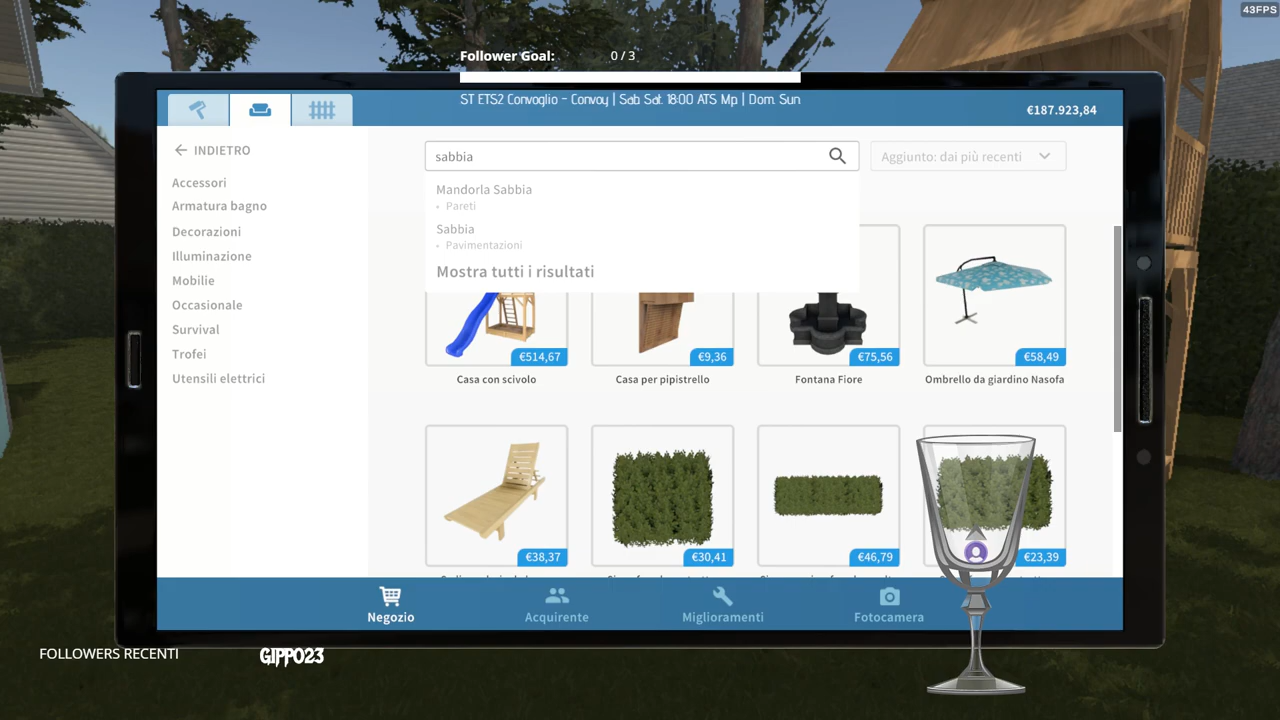 43FPS
Follower Goal: 0 / 3
ST ETS2 Convoglio - Convoy | Sab. Sat. 18:00 ATS Mp. | Dom. Sun
€187.923,84
INDIETRO
Accessori
Armatura bagno
Decorazioni
Illuminazione
Mobilie
Occasionale
Survival
Trofei
Utensili elettrici
sabbia
Aggiunto: dai più recenti
Mandorla Sabbia
• Pareti
Sabbia
• Pavimentazioni
Mostra tutti i risultati
€514,67
€9,36
€75,56
€58,49
Casa con scivolo
Casa per pipistrello
Fontana Fiore
Ombrello da giardino Nasofa
€38,37
€30,41
€46,79
€23,39
Negozio
Acquirente
Miglioramenti
Fotocamera
FOLLOWERS RECENTI
GIPPO23